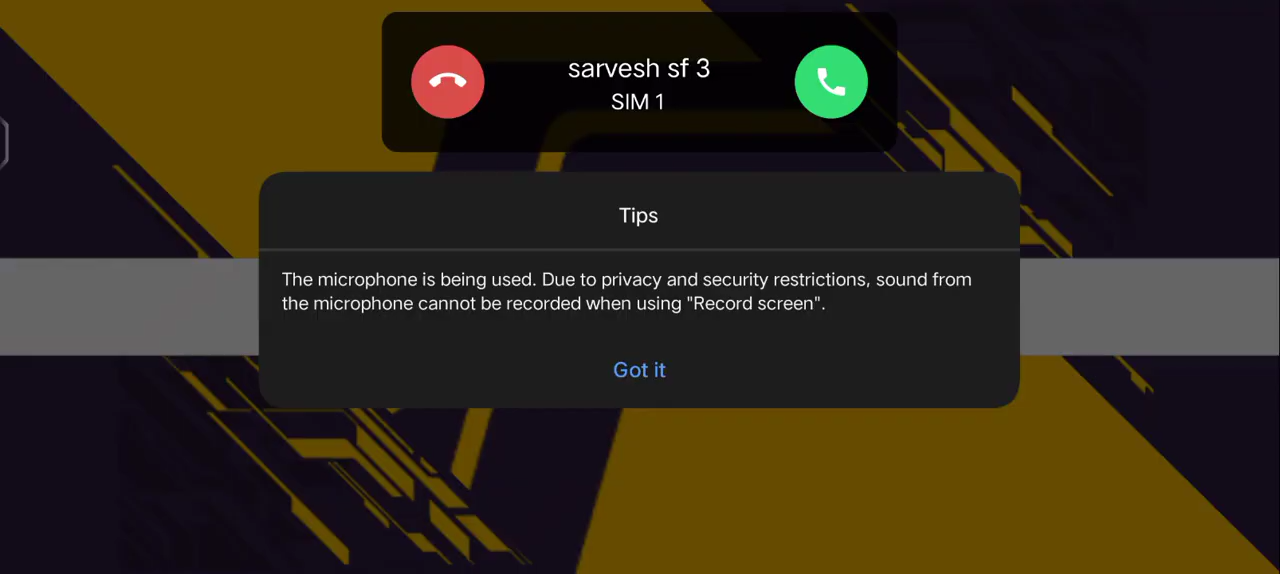 sarvesh sf 3
SIM 1
Tips
The microphone is being used. Due to privacy and security restrictions, sound from
the microphone cannot be recorded when using "Record screen".
Got it